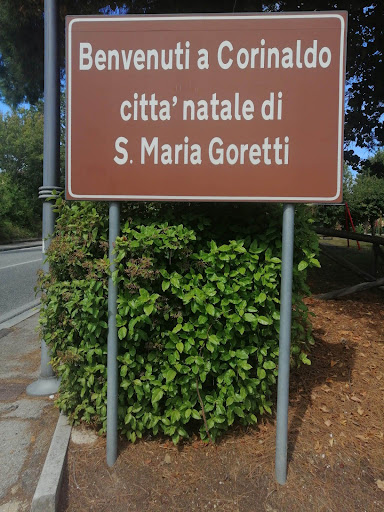 Benvenuti a Corinaldo
citta' natale di
S. Maria Goretti